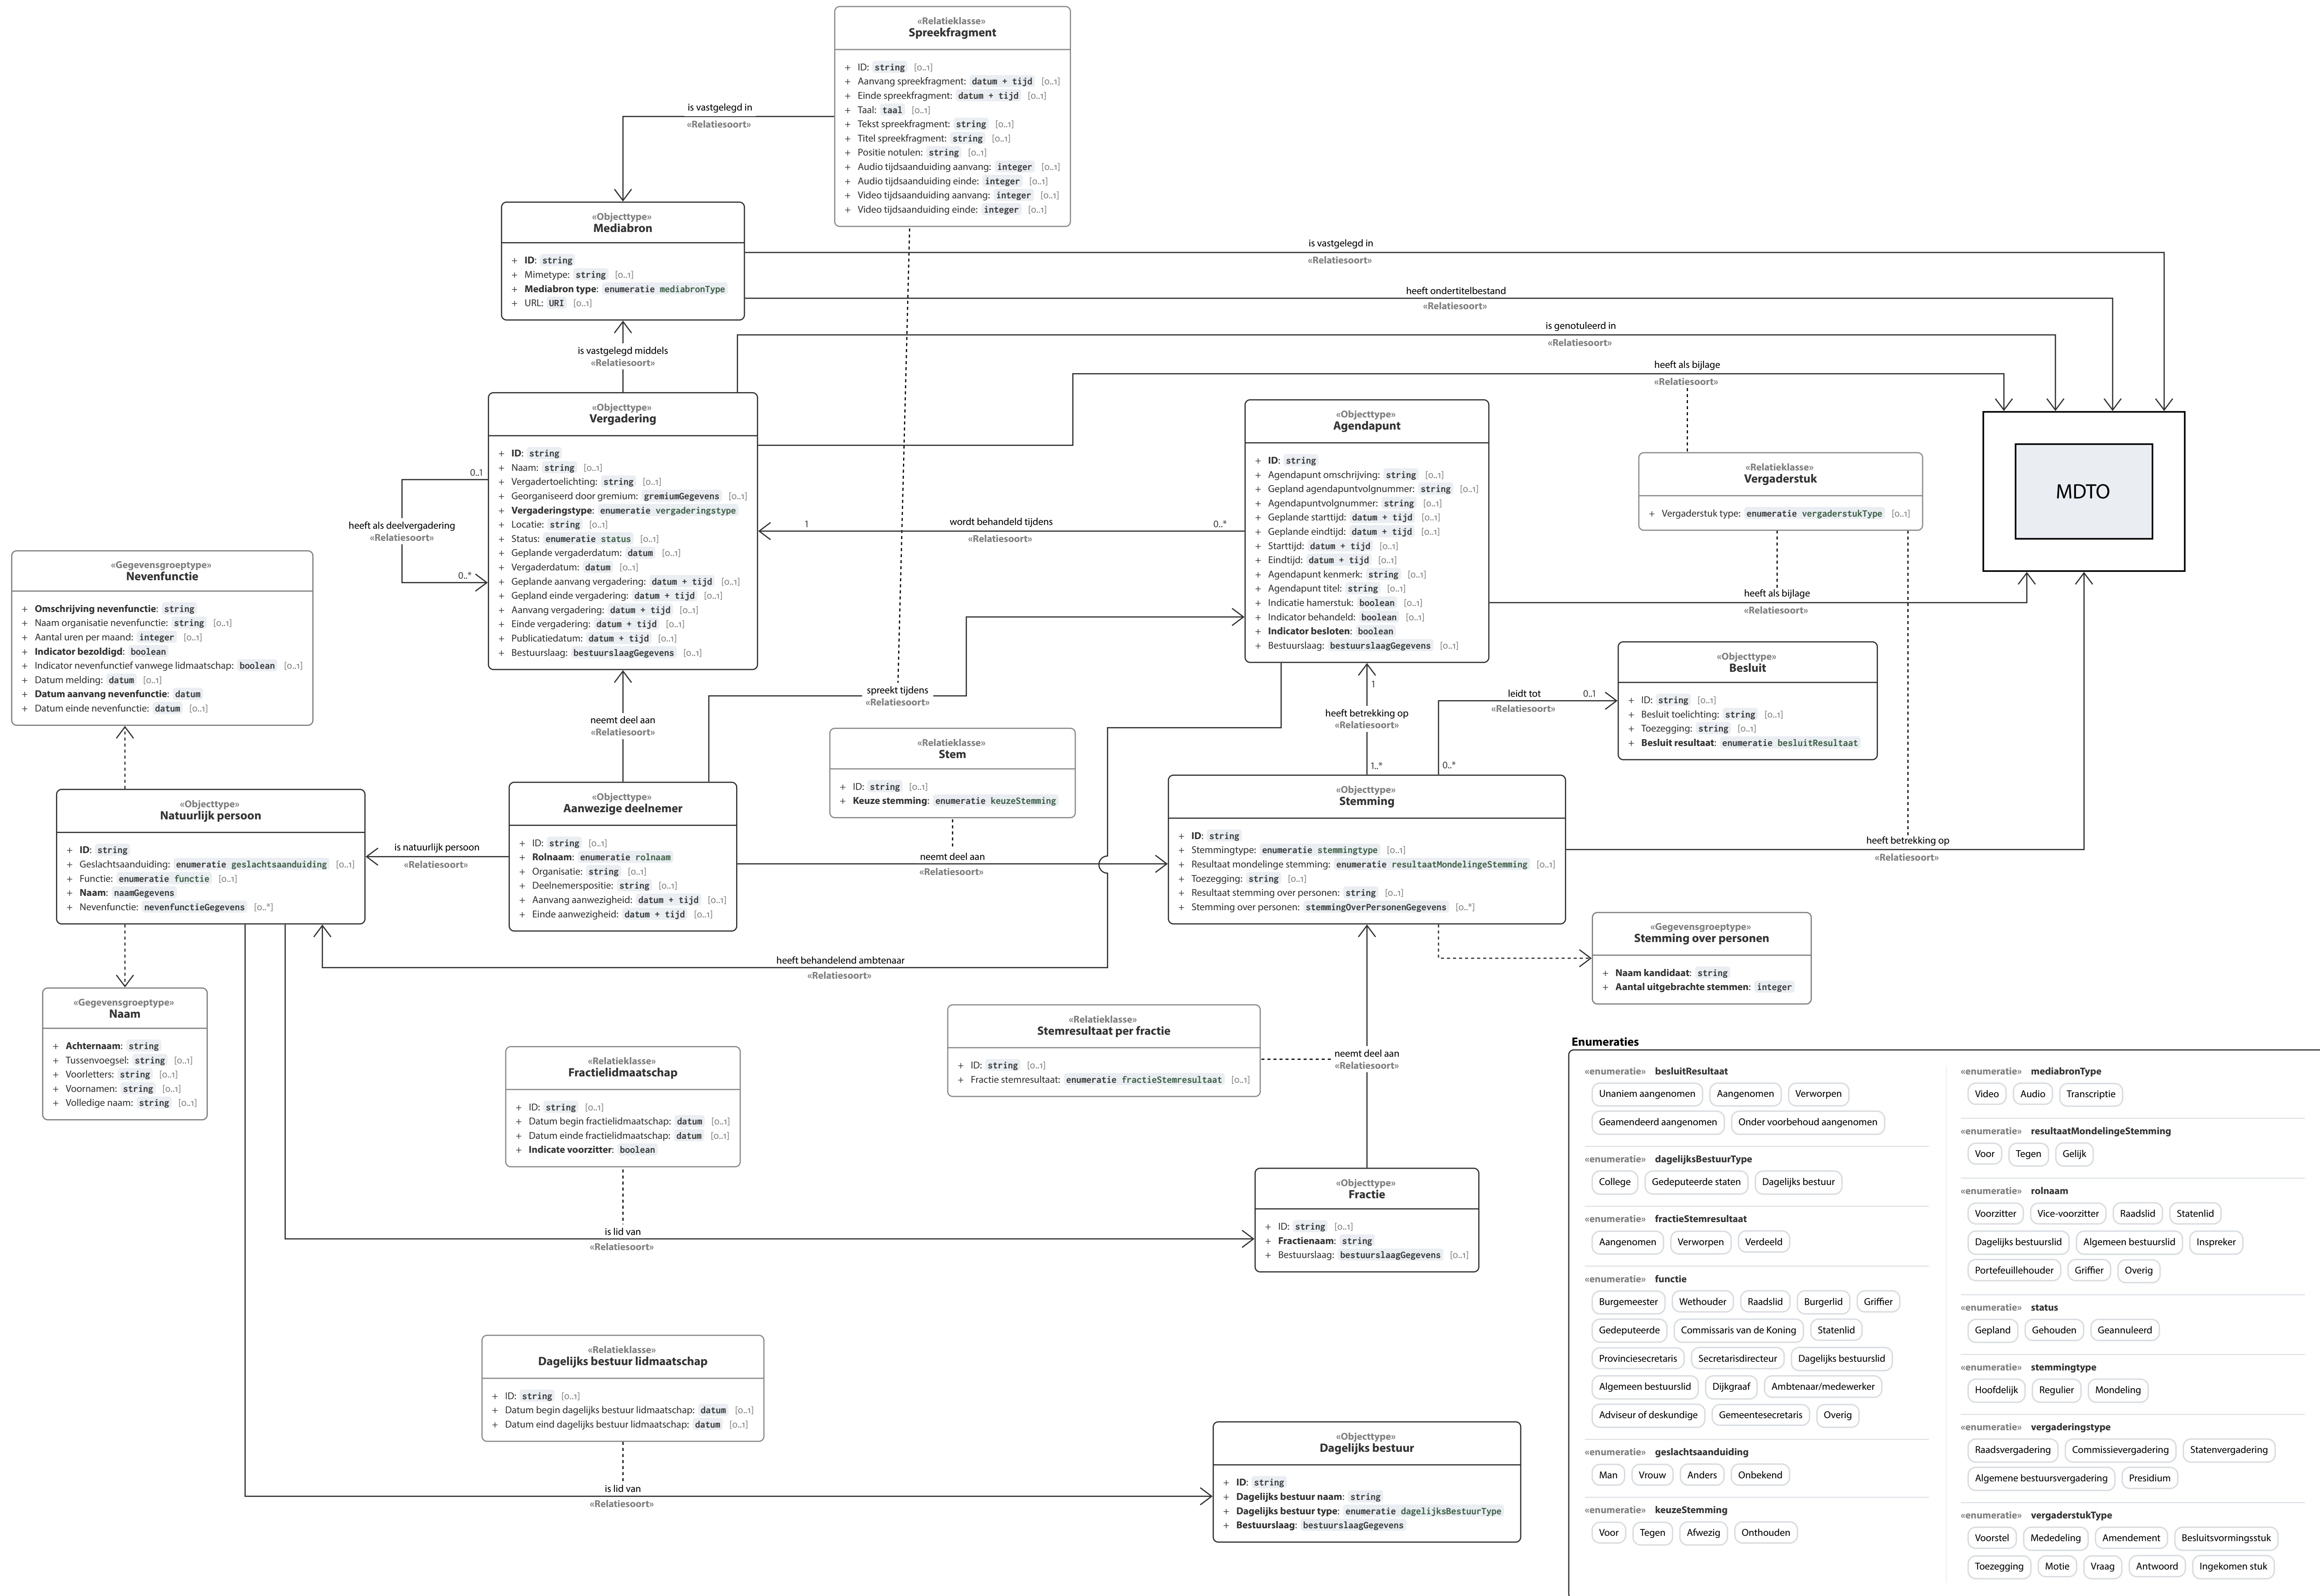 «Relatieklasse»
Spreekfragment
+ ID: string [0..1]
+ Aanvang spreekfragment: datum + tijd [0..1]
+ Einde spreekfragment: datum + tijd [0..1]
+ Taal: taal [0..1]
+ Tekst spreekfragment: string [0..1]
+ Titel spreekfragment: string [0..1]
+ Positie notulen: string [0..1]
+ Audio tijdsaanduiding aanvang: integer [0..1]
+ Audio tijdsaanduiding einde: integer [0..1]
+ Video tijdsaanduiding aanvang: integer [0..1]
+ Video tijdsaanduiding einde: integer [0..1]
is vastgelegd in
«Relatiesoort»
«Objecttype»
Mediabron
+ ID: string
+ Mimetype: string [0..1]
+ Mediabron type: enumeratie mediabronType
+ URL: URI [0..1]
is vastgelegd in
«Relatiesoort»
heeft ondertitelbestand
«Relatiesoort»
is genotuleerd in
«Relatiesoort»
heeft als bijlage
«Relatiesoort»
is vastgelegd middels
«Relatiesoort»
«Objecttype»
Vergadering
+ ID: string
+ Naam: string [0..1]
+ Vergadertoelichting: string [0..1]
+ Georganiseerd door gremium: gremiumGegevens [0..1]
+ Vergaderingstype: enumeratie vergaderingstype
+ Locatie: string [0..1]
+ Status: enumeratie status [0..1]
+ Geplande vergaderdatum: datum [0..1]
+ Vergaderdatum: datum [0..1]
+ Geplande aanvang vergadering: datum + tijd [0..1]
+ Gepland einde vergadering: datum + tijd [0..1]
+ Aanvang vergadering: datum + tijd [0..1]
+ Einde vergadering: datum + tijd [0..1]
+ Publicatiedatum: datum + tijd [0..1]
+ Bestuurslaag: bestuurslaagGegevens [0..1]
0..1
heeft als deelvergadering
«Relatiesoort»
0..*
1
wordt behandeld tijdens
0..*
«Relatiesoort»
«Objecttype»
Agendapunt
+ ID: string
+ Agendapunt omschrijving: string [0..1]
+ Gepland agendapuntvolgnummer: string [0..1]
+ Agendapuntvolgnummer: string [0..1]
+ Geplande starttijd: datum + tijd [0..1]
+ Geplande eindtijd: datum + tijd [0..1]
+ Starttijd: datum + tijd [0..1]
+ Eindtijd: datum + tijd [0..1]
+ Agendapunt kenmerk: string [0..1]
+ Agendapunt titel: string [0..1]
+ Indicatie hamerstuk: boolean [0..1]
+ Indicator behandeld: boolean [0..1]
+ Indicator besloten: boolean
+ Bestuurslaag: bestuurslaagGegevens [0..1]
«Relatieklasse»
Vergaderstuk
+ Vergaderstuk type: enumeratie vergaderstukType [0..1]
MDTO
heeft als bijlage
«Relatiesoort»
«Gegevensgroeptype»
Nevenfunctie
+ Omschrijving nevenfunctie: string
+ Naam organisatie nevenfunctie: string [0..1]
+ Aantal uren per maand: integer [0..1]
+ Indicator bezoldigd: boolean
+ Indicator nevenfunctief vanwege lidmaatschap: boolean [0..1]
+ Datum melding: datum [0..1]
+ Datum aanvang nevenfunctie: datum
+ Datum einde nevenfunctie: datum [0..1]
neemt deel aan
«Relatiesoort»
spreekt tijdens
«Relatiesoort»
1
heeft betrekking op
«Relatiesoort»
1..*
leidt tot
0..1
«Relatiesoort»
0..*
«Objecttype»
Besluit
+ ID: string [0..1]
+ Besluit toelichting: string [0..1]
+ Toezegging: string [0..1]
+ Besluit resultaat: enumeratie besluitResultaat
«Relatieklasse»
Stem
+ ID: string [0..1]
+ Keuze stemming: enumeratie keuzeStemming
«Objecttype»
Natuurlijk persoon
+ ID: string
+ Geslachtsaanduiding: enumeratie geslachtsaanduiding [0..1]
+ Functie: enumeratie functie [0..1]
+ Naam: naamGegevens
+ Nevenfunctie: nevenfunctieGegevens [0..*]
is natuurlijk persoon
«Relatiesoort»
«Objecttype»
Aanwezige deelnemer
+ ID: string [0..1]
+ Rolnaam: enumeratie rolnaam
+ Organisatie: string [0..1]
+ Deelnemerspositie: string [0..1]
+ Aanvang aanwezigheid: datum + tijd [0..1]
+ Einde aanwezigheid: datum + tijd [0..1]
neemt deel aan
«Relatiesoort»
«Objecttype»
Stemming
+ ID: string
+ Stemmingtype: enumeratie stemmingtype [0..1]
+ Resultaat mondelinge stemming: enumeratie resultaatMondelingeStemming [0..1]
+ Toezegging: string [0..1]
+ Resultaat stemming over personen: string [0..1]
+ Stemming over personen: stemmingOverPersonenGegevens [0..*]
heeft betrekking op
«Relatiesoort»
heeft behandelend ambtenaar
«Relatiesoort»
«Gegevensgroeptype»
Stemming over personen
+ Naam kandidaat: string
+ Aantal uitgebrachte stemmen: integer
«Gegevensgroeptype»
Naam
+ Achternaam: string
+ Tussenvoegsel: string [0..1]
+ Voorletters: string [0..1]
+ Voornamen: string [0..1]
+ Volledige naam: string [0..1]
«Relatieklasse»
Stemresultaat per fractie
+ ID: string [0..1]
+ Fractie stemresultaat: enumeratie fractieStemresultaat [0..1]
neemt deel aan
«Relatiesoort»
«Relatieklasse»
Fractielidmaatschap
+ ID: string [0..1]
+ Datum begin fractielidmaatschap: datum [0..1]
+ Datum einde fractielidmaatschap: datum [0..1]
+ Indicate voorzitter: boolean
is lid van
«Relatiesoort»
«Objecttype»
Fractie
+ ID: string [0..1]
+ Fractienaam: string
+ Bestuurslaag: bestuurslaagGegevens [0..1]
«Relatieklasse»
Dagelijks bestuur lidmaatschap
+ ID: string [0..1]
+ Datum begin dagelijks bestuur lidmaatschap: datum [0..1]
+ Datum eind dagelijks bestuur lidmaatschap: datum [0..1]
is lid van
«Relatiesoort»
«Objecttype»
Dagelijks bestuur
+ ID: string
+ Dagelijks bestuur naam: string
+ Dagelijks bestuur type: enumeratie dagelijksBestuurType
+ Bestuurslaag: bestuurslaagGegevens
Enumeraties
«enumeratie» besluitResultaat
Unaniem aangenomen Aangenomen Verworpen
Geamendeerd aangenomen Onder voorbehoud aangenomen
«enumeratie» dagelijksBestuurType
College Gedeputeerde staten Dagelijks bestuur
«enumeratie» fractieStemresultaat
Aangenomen Verworpen Verdeeld
«enumeratie» functie
Burgemeester Wethouder Raadslid Burgerlid Griffier
Gedeputeerde Commissaris van de Koning Statenlid
Provinciesecretaris Secretarisdirecteur Dagelijks bestuurslid
Algemeen bestuurslid Dijkgraaf Ambtenaar/medewerker
Adviseur of deskundige Gemeentesecretaris Overig
«enumeratie» geslachtsaanduiding
Man Vrouw Anders Onbekend
«enumeratie» keuzeStemming
Voor Tegen Afwezig Onthouden
«enumeratie» mediabronType
Video Audio Transcriptie
«enumeratie» resultaatMondelingeStemming
Voor Tegen Gelijk
«enumeratie» rolnaam
Voorzitter Vice-voorzitter Raadslid Statenlid
Dagelijks bestuurslid Algemeen bestuurslid Inspreker
Portefeuillehouder Griffier Overig
«enumeratie» status
Gepland Gehouden Geannuleerd
«enumeratie» stemmingtype
Hoofdelijk Regulier Mondeling
«enumeratie» vergaderingstype
Raadsvergadering Commissievergadering Statenvergadering
Algemene bestuursvergadering Presidium
«enumeratie» vergaderstukType
Voorstel Mededeling Amendement Besluitsvormingsstuk
Toezegging Motie Vraag Antwoord Ingekomen stuk